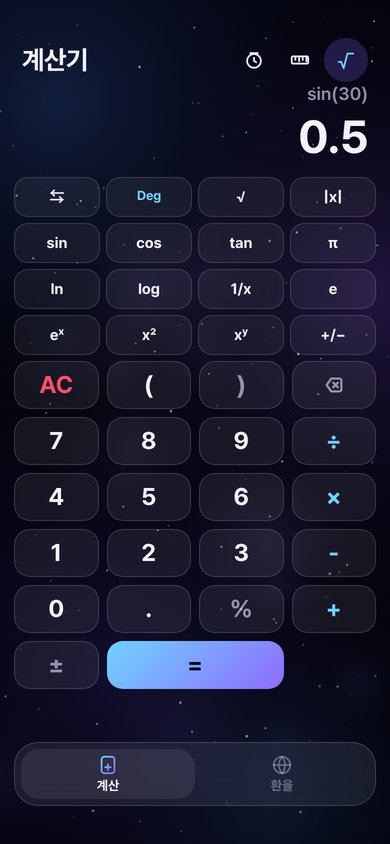 계산기
√
sin(30)
0.5
⇆ Deg √ |x|
sin cos tan π
ln log 1/x e
eˣ x² xʸ +/−
AC ( )
7 8 9 ÷
4 5 6 ×
1 2 3 -
0 . % +
± =
계산 환율